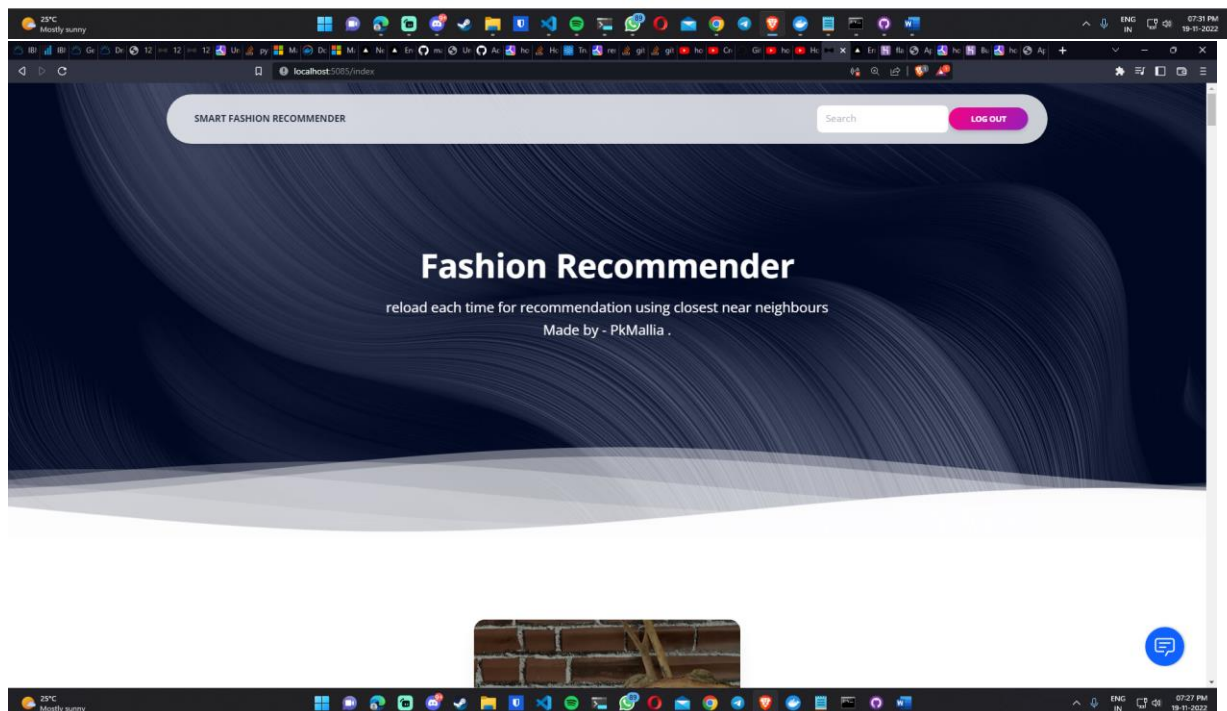 25°C
Mostly sunny
89
ENG
IN
07:31 PM
19-11-2022
localhost:5085/index
SMART FASHION RECOMMENDER
Search
LOG OUT
Fashion Recommender
reload each time for recommendation using closest near neighbours
Made by - PkMallia .
25°C
Mostly sunny
89
ENG
IN
07:27 PM
19-11-2022